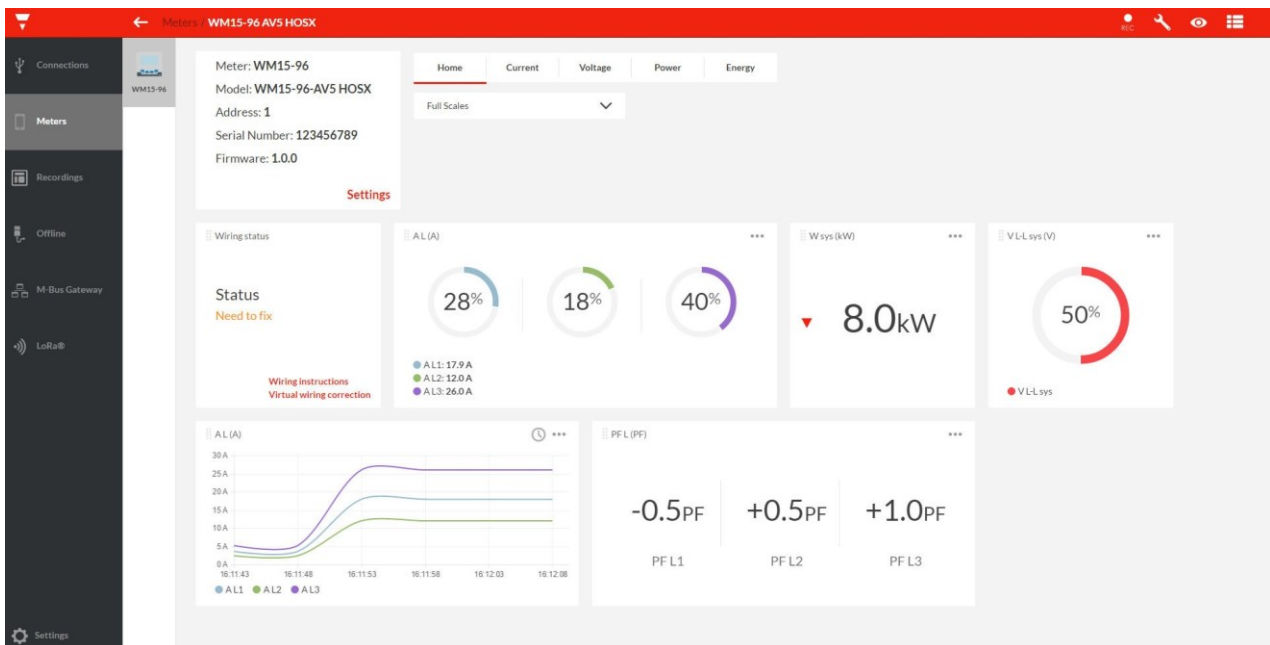 Meters / WM15-96 AV5 HOSX
REC
Connections
Meters
Recordings
Offline
M-Bus Gateway
LoRa®
Settings
WM15-96
Meter: WM15-96
Model: WM15-96-AV5 HOSX
Address: 1
Serial Number: 123456789
Firmware: 1.0.0
Settings
Home Current Voltage Power Energy
Full Scales
Wiring status
Status
Need to fix
Wiring instructions
Virtual wiring correction
A L (A)
28% 18% 40%
A L1: 17.9 A
A L2: 12.0 A
A L3: 26.0 A
W sys (kW)
8.0kW
V L-L sys (V)
50%
V L-L sys
A L (A)
30 A
25 A
20 A
15 A
10 A
5 A
0 A
16:11:43 16:11:48 16:11:53 16:11:58 16:12:03 16:12:08
A L1 A L2 A L3
PF L (PF)
-0.5PF +0.5PF +1.0PF
PF L1 PF L2 PF L3